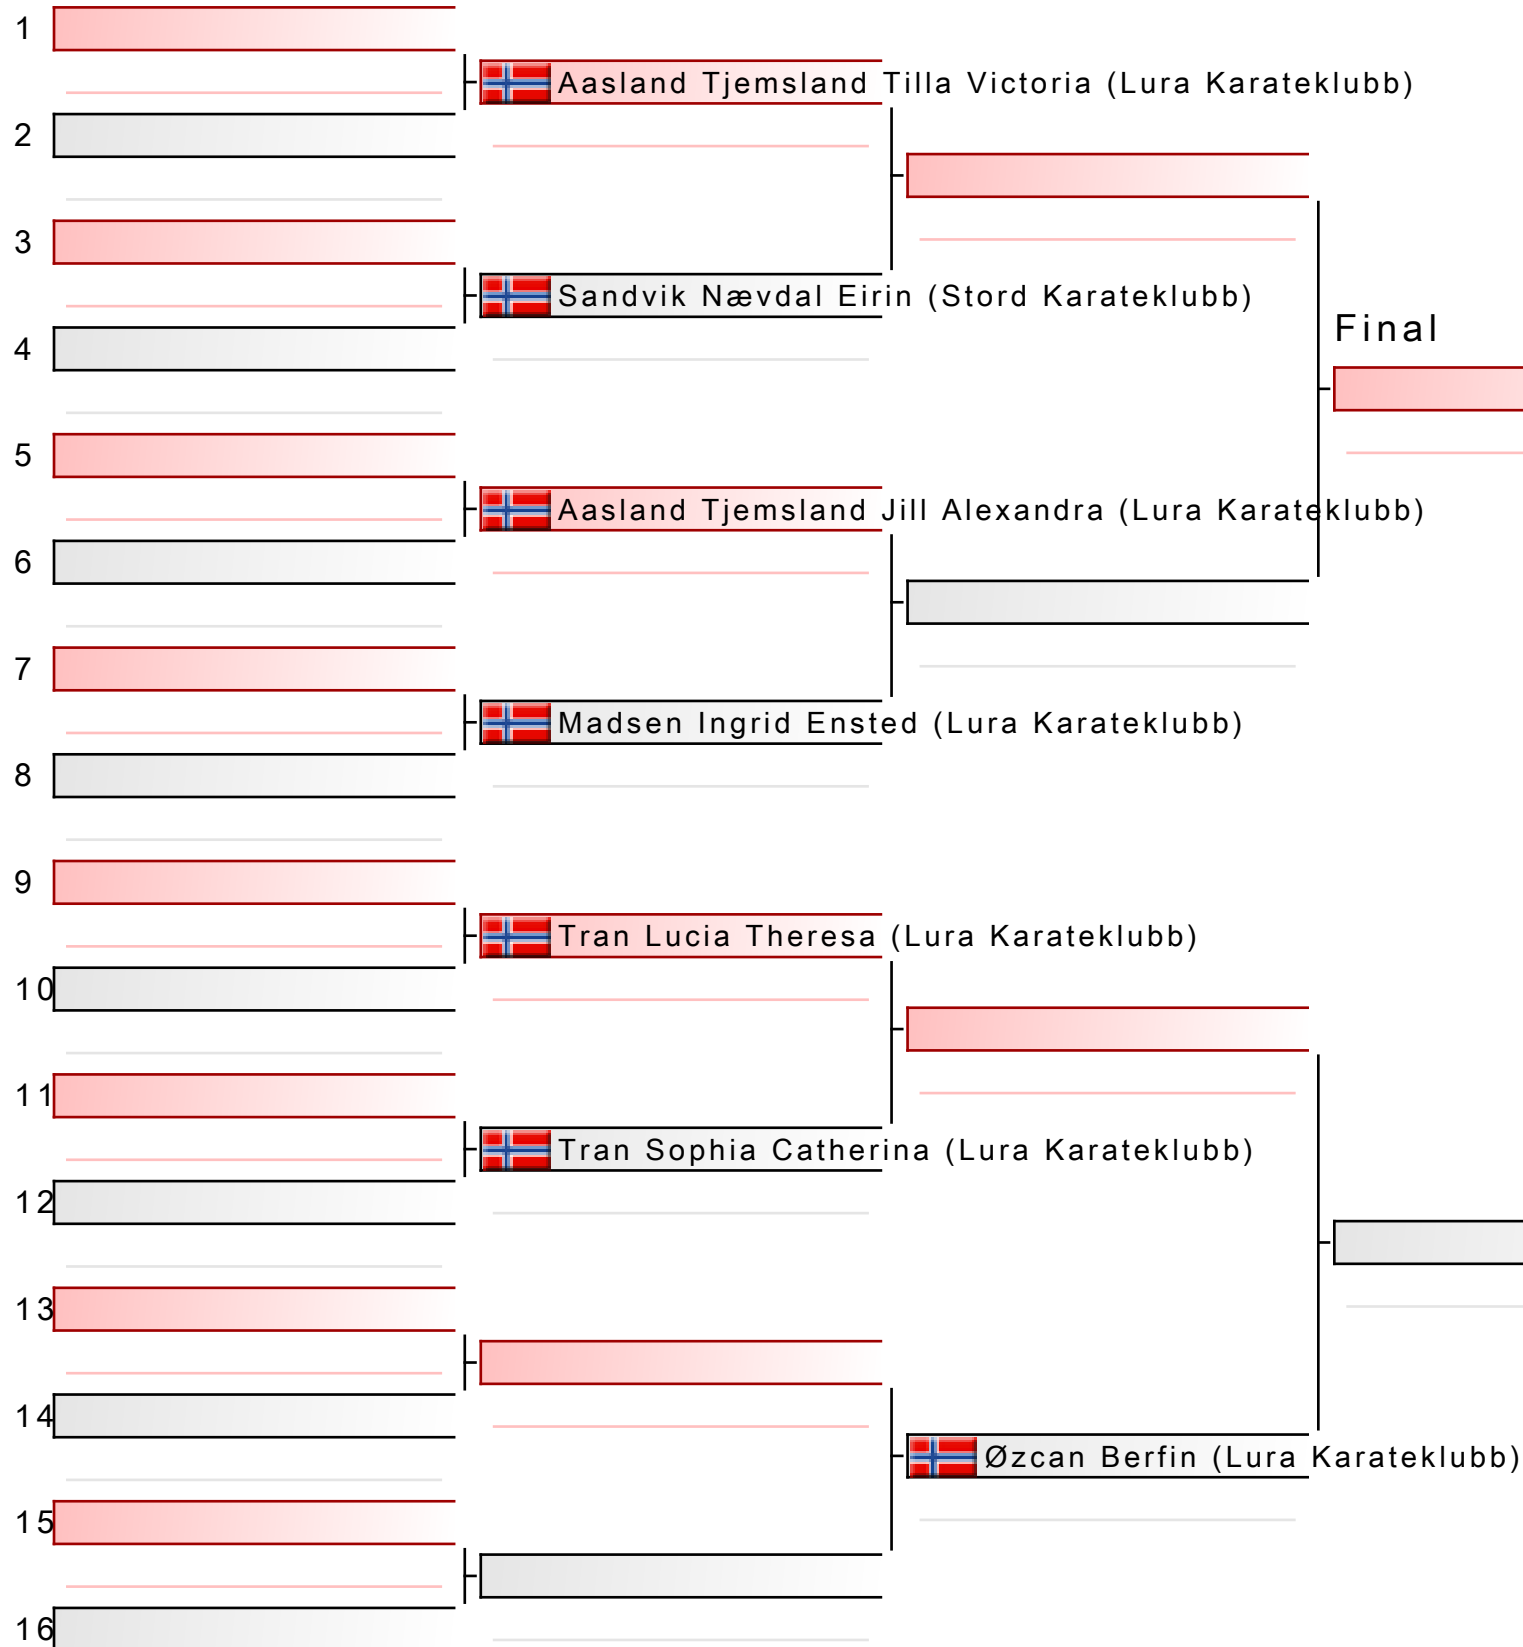 1
Aasland Tjemsland Tilla Victoria (Lura Karateklubb)
2
3
Sandvik Nævdal Eirin (Stord Karateklubb)
Final
4
5
Aasland Tjemsland Jill Alexandra (Lura Karateklubb)
6
7
Madsen Ingrid Ensted (Lura Karateklubb)
8
9
Tran Lucia Theresa (Lura Karateklubb)
10
11
Tran Sophia Catherina (Lura Karateklubb)
12
13
14
Øzcan Berfin (Lura Karateklubb)
15
16